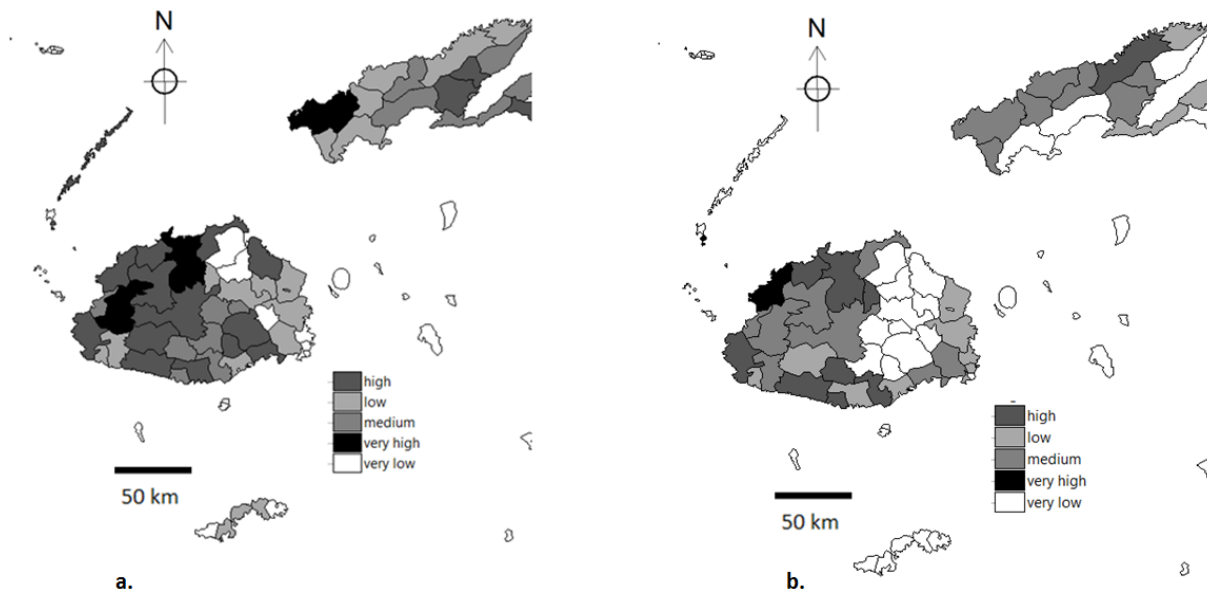 N
high
low
medium
very high
very low
50 km
a.
N
high
low
medium
very high
very low
50 km
b.